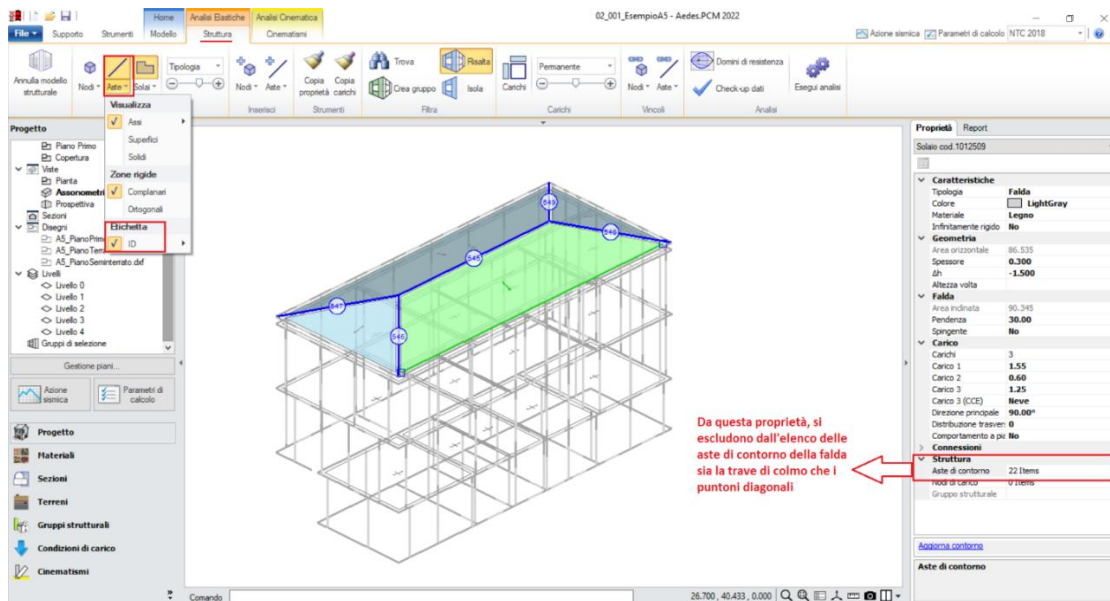 Home
Analisi Elastiche
Analisi Cinematica
02_001_EsempioA5 - Aedes.PCM 2022
File
Supporto
Strumenti
Modello
Struttura
Cinematismi
Azione sismica
Parametri di calcolo
NTC 2018
Annulla modello
strutturale
Nodi
Aste
Solai
Tipologia
Nodi
Aste
Inserisci
Copia
proprietà
Copia
carichi
Strumenti
Trova
Crea gruppo
Risalta
Isola
Filtra
Carichi
Permanente
Carichi
Nodi
Aste
Vincoli
Domini di resistenza
Check-up dati
Analisi
Esegui analisi
Visualizza
Assi
Superfici
Solidi
Zone rigide
Complanari
Ortogonali
Etichetta
ID
Progetto
Piano Primo
Copertura
Viste
Pianta
Assonometri
Prospettiva
Sezioni
Disegni
A5_PianoPrim
A5_PianoTerr
A5_PianoSeminterrato.dxf
Livelli
Livello 0
Livello 1
Livello 2
Livello 3
Livello 4
Gruppi di selezione
Gestione piani...
Azione
sismica
Parametri di
calcolo
Progetto
Materiali
Sezioni
Terreni
Gruppi strutturali
Condizioni di carico
Cinematismi
549
548
545
547
546
Da questa proprietà, si
escludono dall'elenco delle
aste di contorno della falda
sia la trave di colmo che i
puntoni diagonali
Comando
26.700 , 40.433 , 0.000
Proprietà
Report
Solaio cod.1012509
Caratteristiche
Tipologia Falda
Colore LightGray
Materiale Legno
Infinitamente rigido No
Geometria
Area orizzontale 86.535
Spessore 0.300
Δh -1.500
Altezza volta
Falda
Area inclinata 90.345
Pendenza 30.00
Spingente No
Carico
Carichi 3
Carico 1 1.55
Carico 2 0.60
Carico 3 1.25
Carico 3 (CCE) Neve
Direzione principale 90.00°
Distribuzione trasver: 0
Comportamento a pia No
Connessioni
Struttura
Aste di contorno 22 Items
Nodi di carico 0 Items
Gruppo strutturale
Aggiorna contorno
Aste di contorno